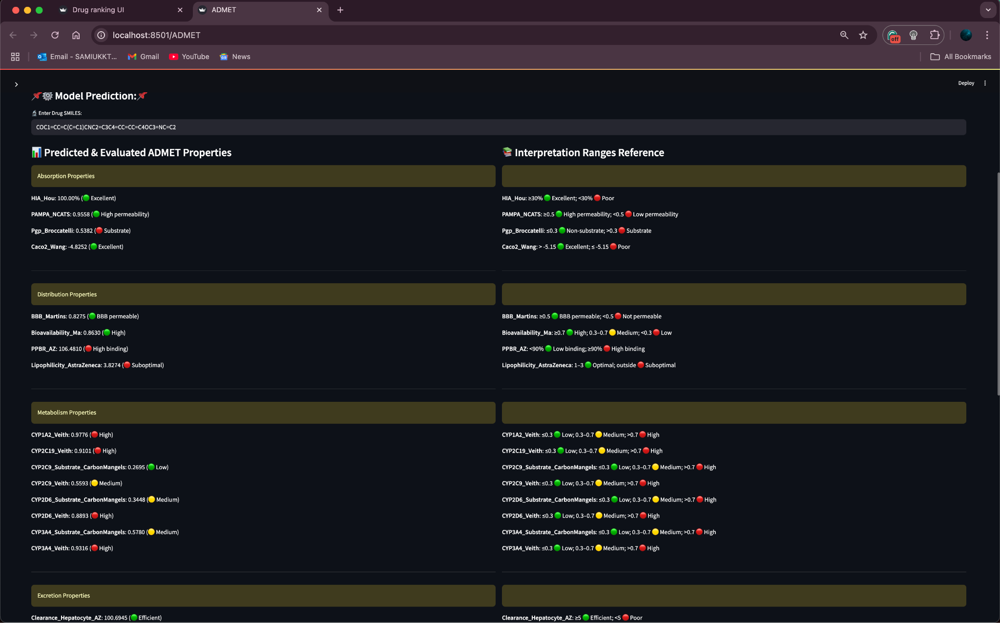 Drug ranking UI
ADMET
localhost:8501/ADMET
off
Email - SAMIUKKT...
Gmail
YouTube
News
All Bookmarks
Deploy
Model Prediction:
Enter Drug SMILES:
COC1=CC=C(C=C1)CNC2=C3C4=CC=CC=C4OC3=NC=C2
Predicted & Evaluated ADMET Properties
Absorption Properties
HIA_Hou: 100.00% (🟢 Excellent)
PAMPA_NCATS: 0.9558 (🟢 High permeability)
Pgp_Broccatelli: 0.5382 (🔴 Substrate)
Caco2_Wang: -4.8252 (🟢 Excellent)
Distribution Properties
BBB_Martins: 0.8275 (🟢 BBB permeable)
Bioavailability_Ma: 0.8630 (🟢 High)
PPBR_AZ: 106.4810 (🔴 High binding)
Lipophilicity_AstraZeneca: 3.8274 (🔴 Suboptimal)
Metabolism Properties
CYP1A2_Veith: 0.9776 (🔴 High)
CYP2C19_Veith: 0.9101 (🔴 High)
CYP2C9_Substrate_CarbonMangels: 0.2695 (🟢 Low)
CYP2C9_Veith: 0.5593 (🟡 Medium)
CYP2D6_Substrate_CarbonMangels: 0.3448 (🟡 Medium)
CYP2D6_Veith: 0.8893 (🔴 High)
CYP3A4_Substrate_CarbonMangels: 0.5780 (🟡 Medium)
CYP3A4_Veith: 0.9316 (🔴 High)
Excretion Properties
Clearance_Hepatocyte_AZ: 100.6945 (🟢 Efficient)
Interpretation Ranges Reference
HIA_Hou: ≥30% 🟢 Excellent; <30% 🔴 Poor
PAMPA_NCATS: ≥0.5 🟢 High permeability; <0.5 🔴 Low permeability
Pgp_Broccatelli: ≤0.3 🟢 Non-substrate; >0.3 🔴 Substrate
Caco2_Wang: > -5.15 🟢 Excellent; ≤ -5.15 🔴 Poor
BBB_Martins: ≥0.5 🟢 BBB permeable; <0.5 🔴 Not permeable
Bioavailability_Ma: ≥0.7 🟢 High; 0.3–0.7 🟡 Medium; <0.3 🔴 Low
PPBR_AZ: <90% 🟢 Low binding; ≥90% 🔴 High binding
Lipophilicity_AstraZeneca: 1–3 🟢 Optimal; outside 🔴 Suboptimal
CYP1A2_Veith: ≤0.3 🟢 Low; 0.3–0.7 🟡 Medium; >0.7 🔴 High
CYP2C19_Veith: ≤0.3 🟢 Low; 0.3–0.7 🟡 Medium; >0.7 🔴 High
CYP2C9_Substrate_CarbonMangels: ≤0.3 🟢 Low; 0.3–0.7 🟡 Medium; >0.7 🔴 High
CYP2C9_Veith: ≤0.3 🟢 Low; 0.3–0.7 🟡 Medium; >0.7 🔴 High
CYP2D6_Substrate_CarbonMangels: ≤0.3 🟢 Low; 0.3–0.7 🟡 Medium; >0.7 🔴 High
CYP2D6_Veith: ≤0.3 🟢 Low; 0.3–0.7 🟡 Medium; >0.7 🔴 High
CYP3A4_Substrate_CarbonMangels: ≤0.3 🟢 Low; 0.3–0.7 🟡 Medium; >0.7 🔴 High
CYP3A4_Veith: ≤0.3 🟢 Low; 0.3–0.7 🟡 Medium; >0.7 🔴 High
Clearance_Hepatocyte_AZ: ≥5 🟢 Efficient; <5 🔴 Poor